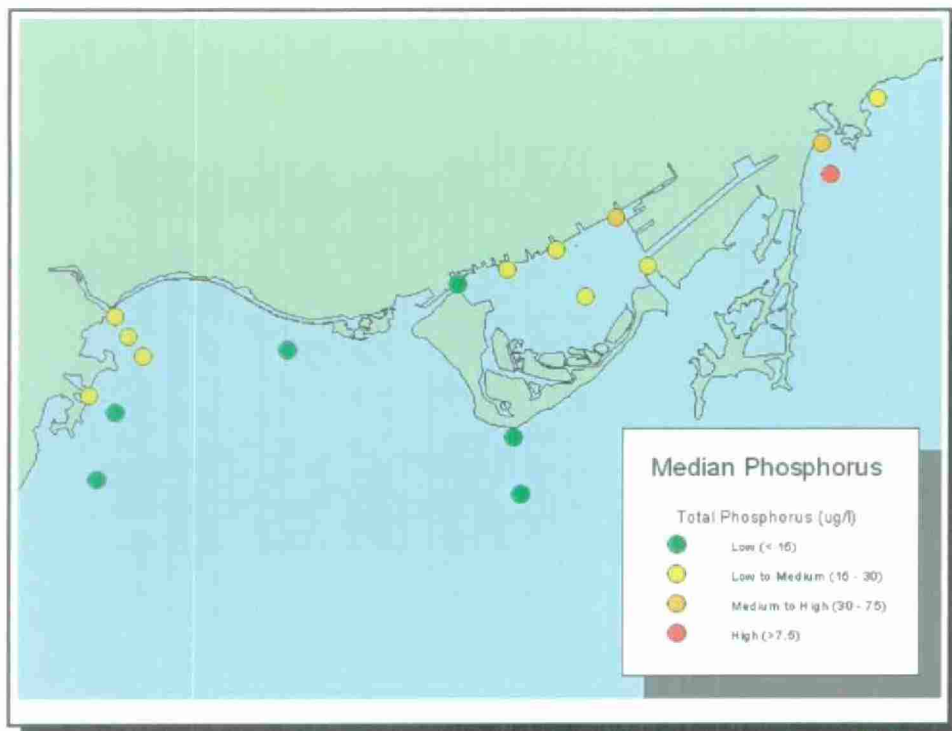 Median Phosphorus
Total Phosphorus (ug/l)
Low (< 15)
Low to Medium (15 - 30)
Medium to High (30 - 75)
High (>7.5)